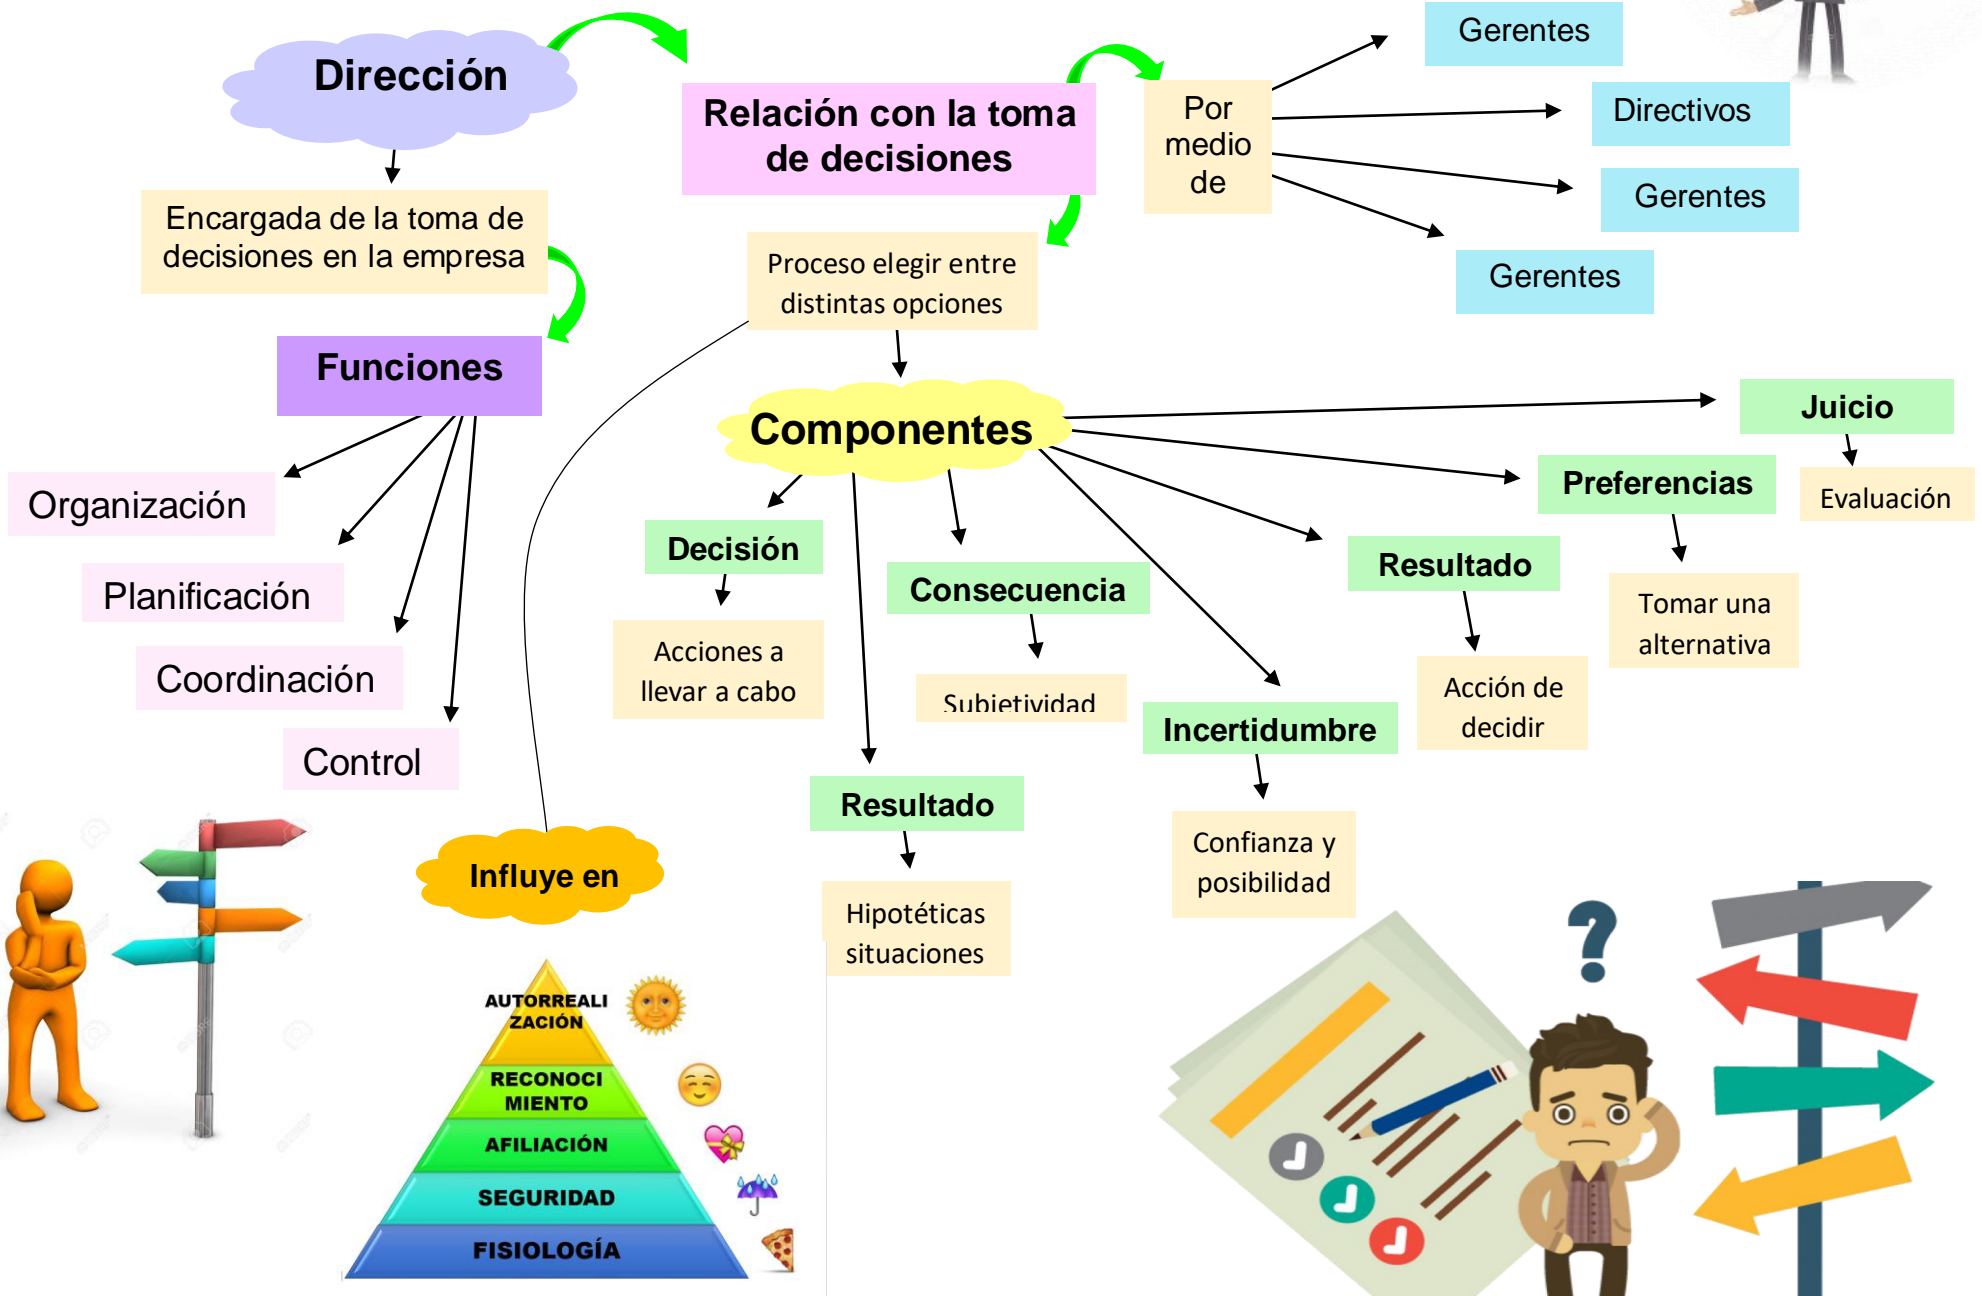 Dirección
Relación con la toma
de decisiones
Por
medio
de
Gerentes
Directivos
Gerentes
Gerentes
Encargada de la toma de
decisiones en la empresa
Proceso elegir entre
distintas opciones
Funciones
Organización
Planificación
Coordinación
Control
Componentes
Juicio
Evaluación
Preferencias
Tomar una
alternativa
Resultado
Acción de
decidir
Decisión
Acciones a
llevar a cabo
Consecuencia
Subjetividad
Incertidumbre
Confianza y
posibilidad
Resultado
Hipotéticas
situaciones
Influye en
AUTORREALI
ZACIÓN
RECONOCI
MIENTO
AFILIACIÓN
SEGURIDAD
FISIOLOGÍA
?